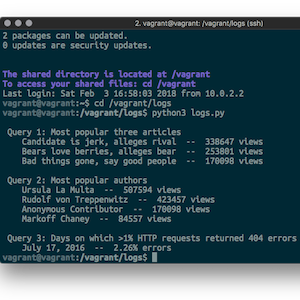 2. vagrant@vagrant: /vagrant/logs (ssh)
2 packages can be updated.
0 updates are security updates.
The shared directory is located at /vagrant
To access your shared files: cd /vagrant
Last login: Sat Feb  3 16:58:03 2018 from 10.0.2.2
vagrant@vagrant:~$ cd /vagrant/logs
vagrant@vagrant:/vagrant/logs$ python3 logs.py
Query 1: Most popular three articles
Candidate is jerk, alleges rival  --  338647 views
Bears love berries, alleges bear  --  253801 views
Bad things gone, say good people  --  170098 views
Query 2: Most popular authors
Ursula La Multa  --  507594 views
Rudolf von Treppenwitz  --  423457 views
Anonymous Contributor  --  170098 views
Markoff Chaney  --  84557 views
Query 3: Days on which >1% HTTP requests returned 404 errors
July 17, 2016  --  2.26% errors
vagrant@vagrant:/vagrant/logs$